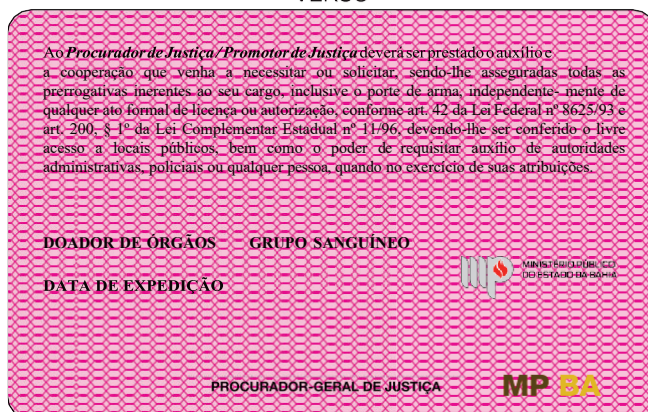 VERSO
Ao Procurador de Justiça / Promotor de Justiça deverá ser prestado o auxílio e
a cooperação que venha a necessitar ou solicitar, sendo-lhe asseguradas todas as
prerrogativas inerentes ao seu cargo, inclusive o porte de arma, independente- mente de
qualquer ato formal de licença ou autorização, conforme art. 42 da Lei Federal nº 8625/93 e
art. 200, § 1º da Lei Complementar Estadual nº 11/96, devendo-lhe ser conferido o livre
acesso a locais públicos, bem como o poder de requisitar auxílio de autoridades
administrativas, policiais ou qualquer pessoa, quando no exercício de suas atribuições.
DOADOR DE ÓRGÃOS GRUPO SANGUÍNEO
mp MINISTÉRIO PÚBLICO
DO ESTADO DA BAHIA
DATA DE EXPEDIÇÃO
PROCURADOR-GERAL DE JUSTIÇA MP BA